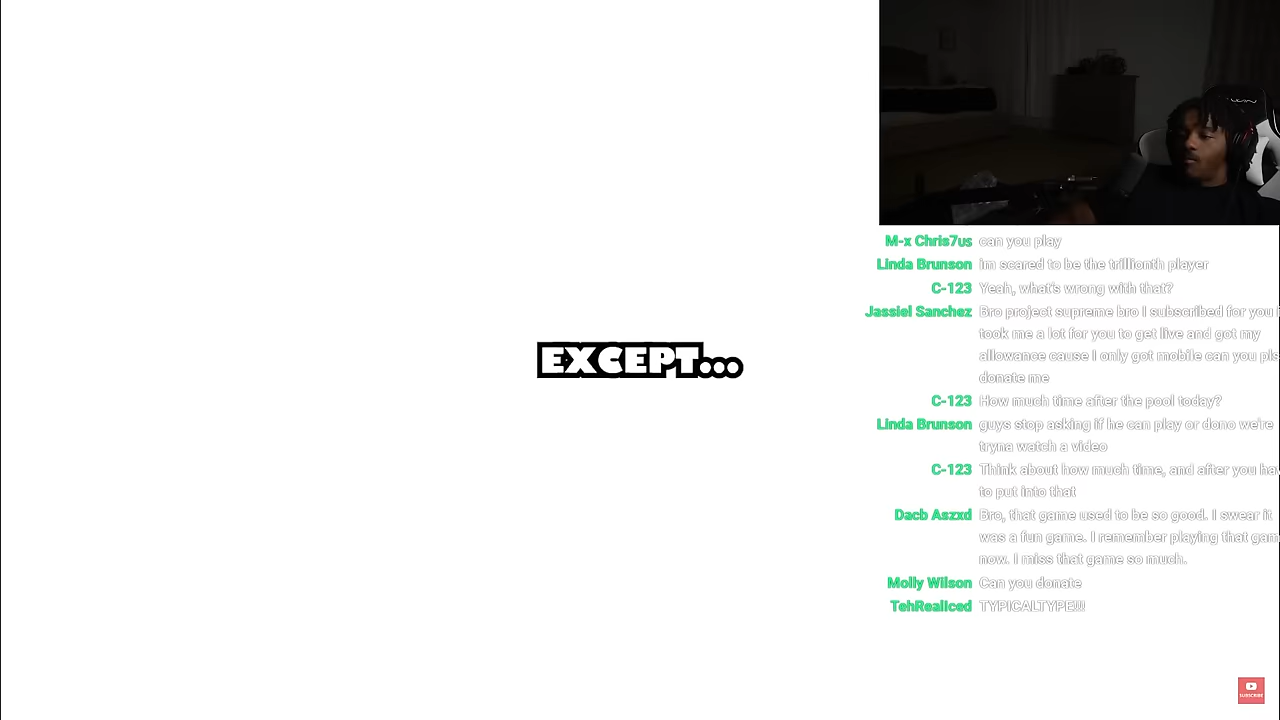 EXCEPT...
M-x Chris7us can you play
Linda Brunson im scared to be the trillionth player
C-123 Yeah, what's wrong with that?
Jassiel Sanchez Bro project supreme bro I subscribed for you
took me a lot for you to get live and got my
allowance cause I only got mobile can you pls
donate me
C-123 How much time after the pool today?
Linda Brunson guys stop asking if he can play or dono we're
tryna watch a video
C-123 Think about how much time, and after you ha
to put into that
Dacb Aszxd Bro, that game used to be so good. I swear it
was a fun game. I remember playing that gam
now. I miss that game so much.
Molly Wilson Can you donate
TehRealiced TYPICALTYPE!!!
SUBSCRIBE